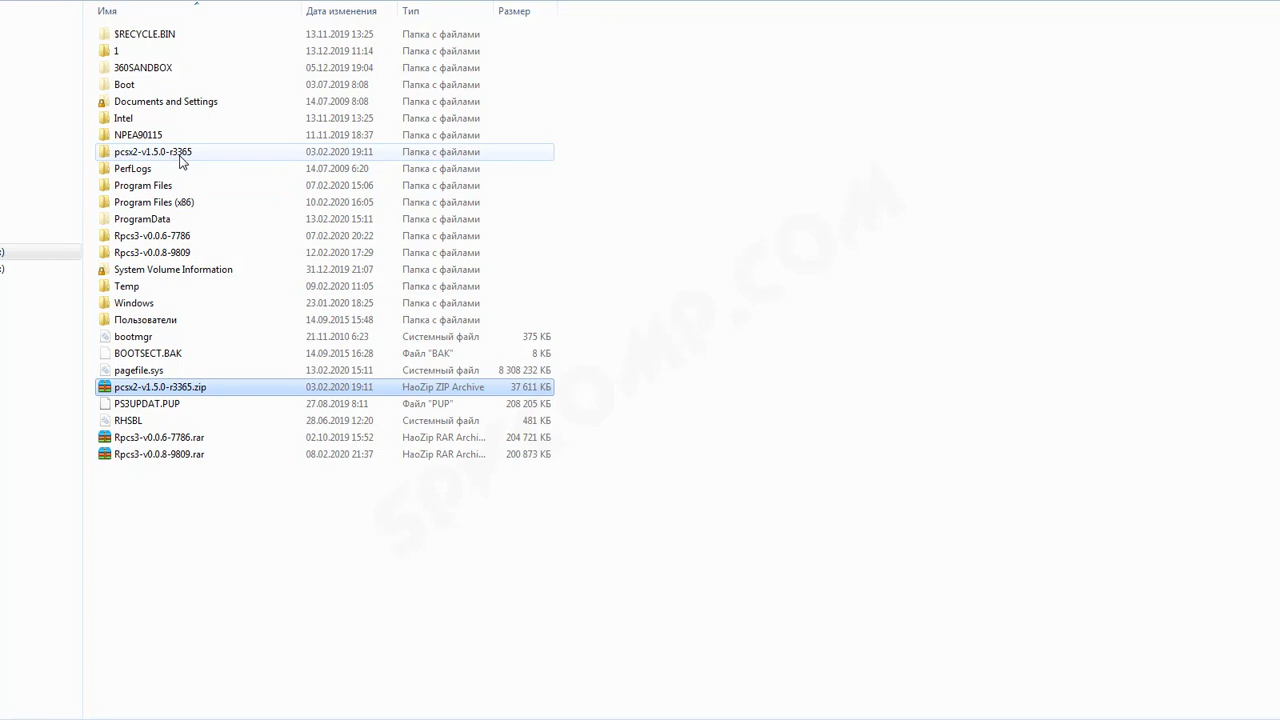 Имя Дата изменения Тип Размер
$RECYCLE.BIN 13.11.2019 13:25 Папка с файлами
1 13.12.2019 11:14 Папка с файлами
360SANDBOX 05.12.2019 19:04 Папка с файлами
Boot 03.07.2019 8:08 Папка с файлами
Documents and Settings 14.07.2009 8:08 Папка с файлами
Intel 13.11.2019 13:25 Папка с файлами
NPEA90115 11.11.2019 18:37 Папка с файлами
pcsx2-v1.5.0-r3365 03.02.2020 19:11 Папка с файлами
PerfLogs 14.07.2009 6:20 Папка с файлами
Program Files 07.02.2020 15:06 Папка с файлами
Program Files (x86) 10.02.2020 16:05 Папка с файлами
ProgramData 13.02.2020 15:11 Папка с файлами
Rpcs3-v0.0.6-7786 07.02.2020 20:22 Папка с файлами
:) Rpcs3-v0.0.8-9809 12.02.2020 17:29 Папка с файлами
:) System Volume Information 31.12.2019 21:07 Папка с файлами
Temp 09.02.2020 11:05 Папка с файлами
Windows 23.01.2020 18:25 Папка с файлами
Пользователи 14.09.2015 15:48 Папка с файлами
bootmgr 21.11.2010 6:23 Системный файл 375 КБ
BOOTSECT.BAK 14.09.2015 16:28 Файл "BAK" 8 КБ
pagefile.sys 13.02.2020 15:11 Системный файл 8 308 232 КБ
pcsx2-v1.5.0-r3365.zip 03.02.2020 19:11 HaoZip ZIP Archive 37 611 КБ
PS3UPDAT.PUP 27.08.2019 8:11 Файл "PUP" 208 205 КБ
RHSBL 28.06.2019 12:20 Системный файл 481 КБ
Rpcs3-v0.0.6-7786.rar 02.10.2019 15:52 HaoZip RAR Archi... 204 721 КБ
Rpcs3-v0.0.8-9809.rar 08.02.2020 21:37 HaoZip RAR Archi... 200 873 КБ